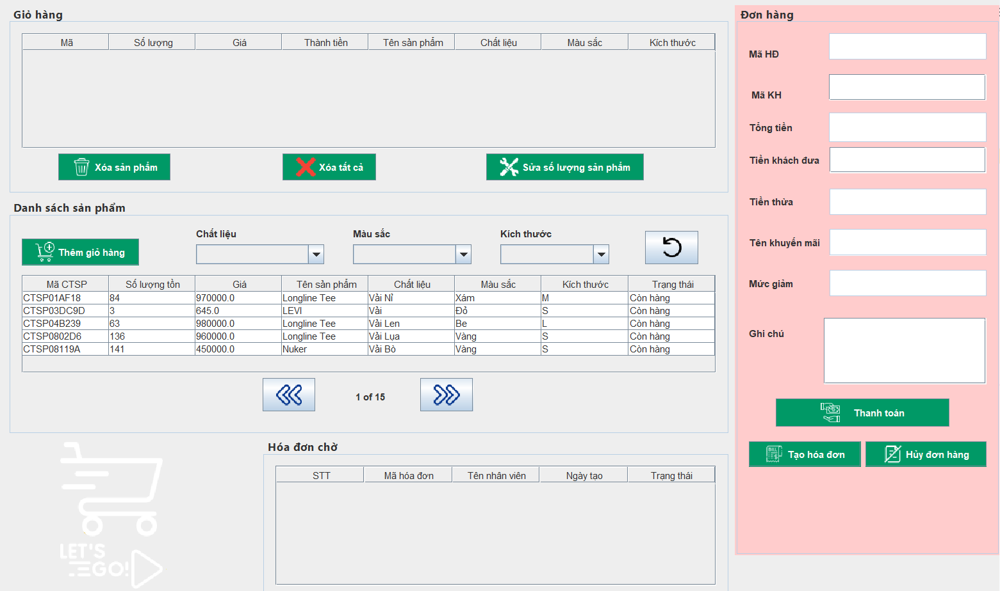 Giỏ hàng
Mã Số lượng Giá Thành tiền Tên sản phẩm Chất liệu Màu sắc Kích thước
Xóa sản phẩm Xóa tất cả Sửa số lượng sản phẩm
Danh sách sản phẩm
Chất liệu Màu sắc Kích thước
Thêm giỏ hàng
Mã CTSP Số lượng tồn Giá Tên sản phẩm Chất liệu Màu sắc Kích thước Trạng thái
CTSP01AF18 84 970000.0 Longline Tee Vải Nỉ Xám M Còn hàng
CTSP03DC9D 3 645.0 LEVI Vải Đỏ S Còn hàng
CTSP04B239 63 980000.0 Longline Tee Vải Len Be L Còn hàng
CTSP0802D6 136 960000.0 Longline Tee Vải Lụa Vàng S Còn hàng
CTSP08119A 141 450000.0 Nuker Vải Bò Vàng S Còn hàng
1 of 15
Hóa đơn chờ
STT Mã hóa đơn Tên nhân viên Ngày tạo Trạng thái
LET'S
GO!
Đơn hàng
Mã HĐ
Mã KH
Tổng tiền
Tiền khách đưa
Tiền thừa
Tên khuyến mãi
Mức giảm
Ghi chú
Thanh toán
BILL Tạo hóa đơn Hủy đơn hàng